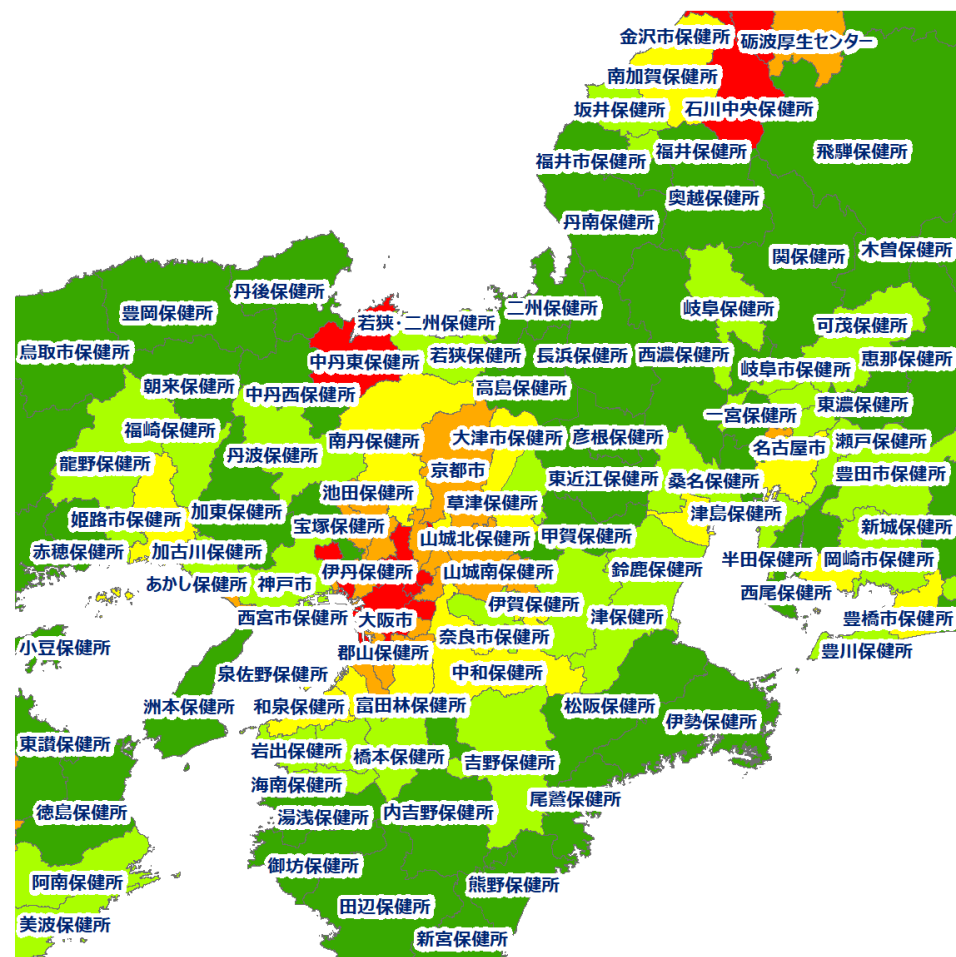 金沢市保健所
砺波厚生センター
南加賀保健所
坂井保健所
石川中央保健所
福井市保健所
福井保健所
飛騨保健所
奥越保健所
丹南保健所
関保健所
木曽保健所
丹後保健所
豊岡保健所
二州保健所
岐阜保健所
若狭・二州保健所
可茂保健所
鳥取市保健所
中丹東保健所
若狭保健所
長浜保健所
西濃保健所
恵那保健所
岐阜市保健所
朝来保健所
中丹西保健所
高島保健所
東濃保健所
一宮保健所
福崎保健所
南丹保健所
大津市保健所
彦根保健所
瀬戸保健所
名古屋市
丹波保健所
龍野保健所
京都市
東近江保健所
桑名保健所
豊田市保健所
池田保健所
草津保健所
姫路市保健所
加東保健所
津島保健所
宝塚保健所
山城北保健所
甲賀保健所
新城保健所
赤穂保健所
加古川保健所
半田保健所
岡崎市保健所
伊丹保健所
山城南保健所
鈴鹿保健所
あかし保健所
神戸市
西尾保健所
伊賀保健所
西宮市保健所
大阪市
津保健所
豊橋市保健所
奈良市保健所
小豆保健所
郡山保健所
豊川保健所
泉佐野保健所
中和保健所
洲本保健所
和泉保健所
富田林保健所
松阪保健所
伊勢保健所
東讃保健所
岩出保健所
橋本保健所
吉野保健所
海南保健所
尾鷲保健所
徳島保健所
湯浅保健所
内吉野保健所
御坊保健所
阿南保健所
熊野保健所
田辺保健所
美波保健所
新宮保健所